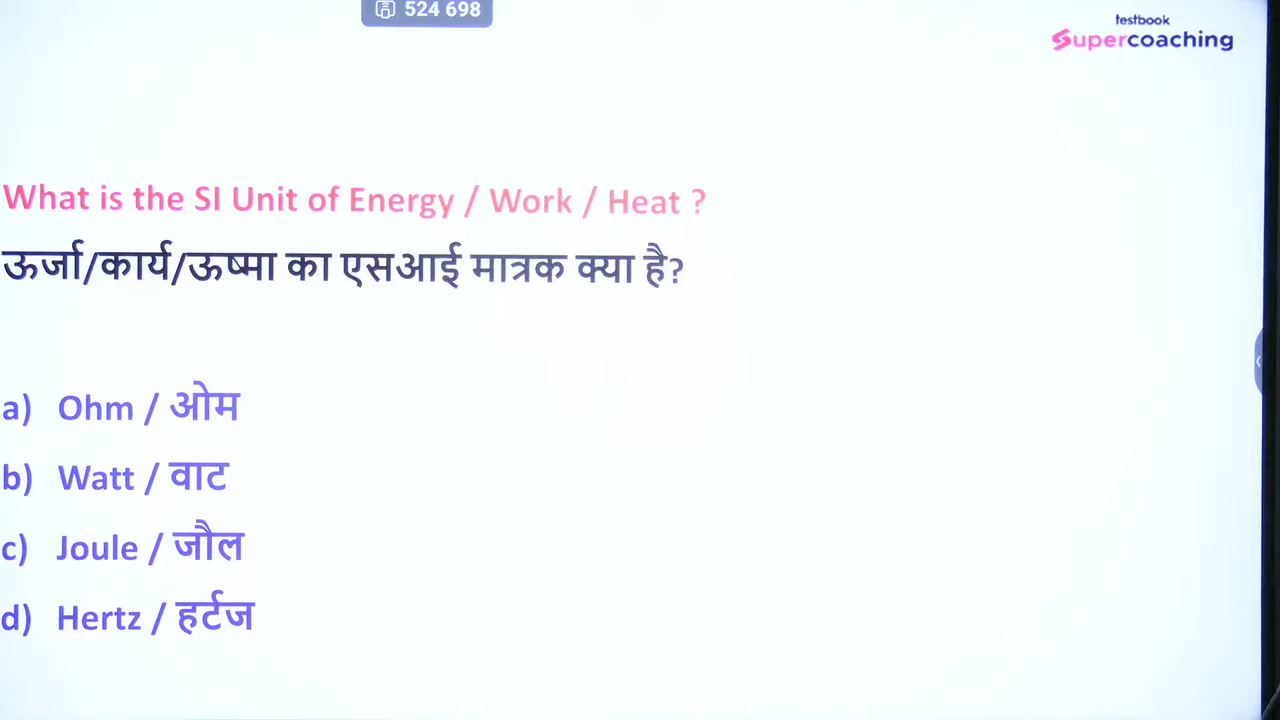 524 698
testbook
Supercoaching
What is the SI Unit of Energy / Work / Heat ?
ऊर्जा/कार्य/ऊष्मा का एसआई मात्रक क्या है?
a) Ohm / ओम
b) Watt / वाट
c) Joule / जौल
d) Hertz / हर्टज